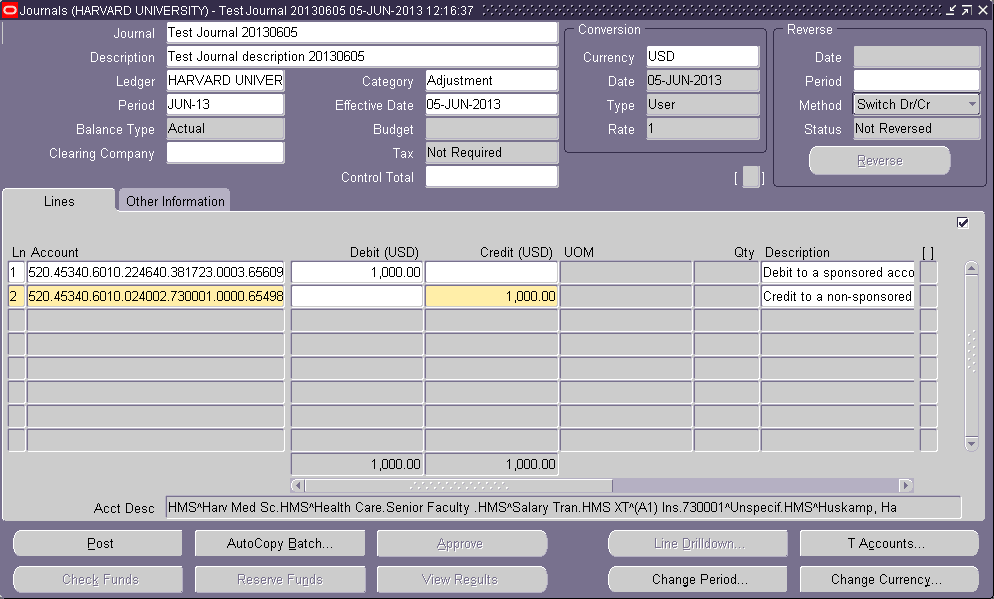 Journals (HARVARD UNIVERSITY) - Test Journal 20130605 05-JUN-2013 12:16:37
Journal Test Journal 20130605
Description Test Journal description 20130605
Ledger HARVARD UNIVER Category Adjustment
Period JUN-13 Effective Date 05-JUN-2013
Balance Type Actual Budget
Clearing Company Tax Not Required
Control Total
Conversion
Currency USD
Date 05-JUN-2013
Type User
Rate 1
Reverse
Date
Period
Method Switch Dr/Cr
Status Not Reversed
Reverse
[ ]
Lines Other Information
Ln Account Debit (USD) Credit (USD) UOM Qty Description [ ]
1 520.45340.6010.224640.381723.0003.65609 1,000.00 Debit to a sponsored acco
2 520.45340.6010.024002.730001.0000.65498 1,000.00 Credit to a non-sponsored
1,000.00 1,000.00
Acct Desc HMS^Harv Med Sc.HMS^Health Care.Senior Faculty .HMS^Salary Tran.HMS XT^(A1) Ins.730001^Unspecif.HMS^Huskamp, Ha
Post AutoCopy Batch... Approve Line Drilldown... T Accounts...
Check Funds Reserve Funds View Results Change Period... Change Currency...